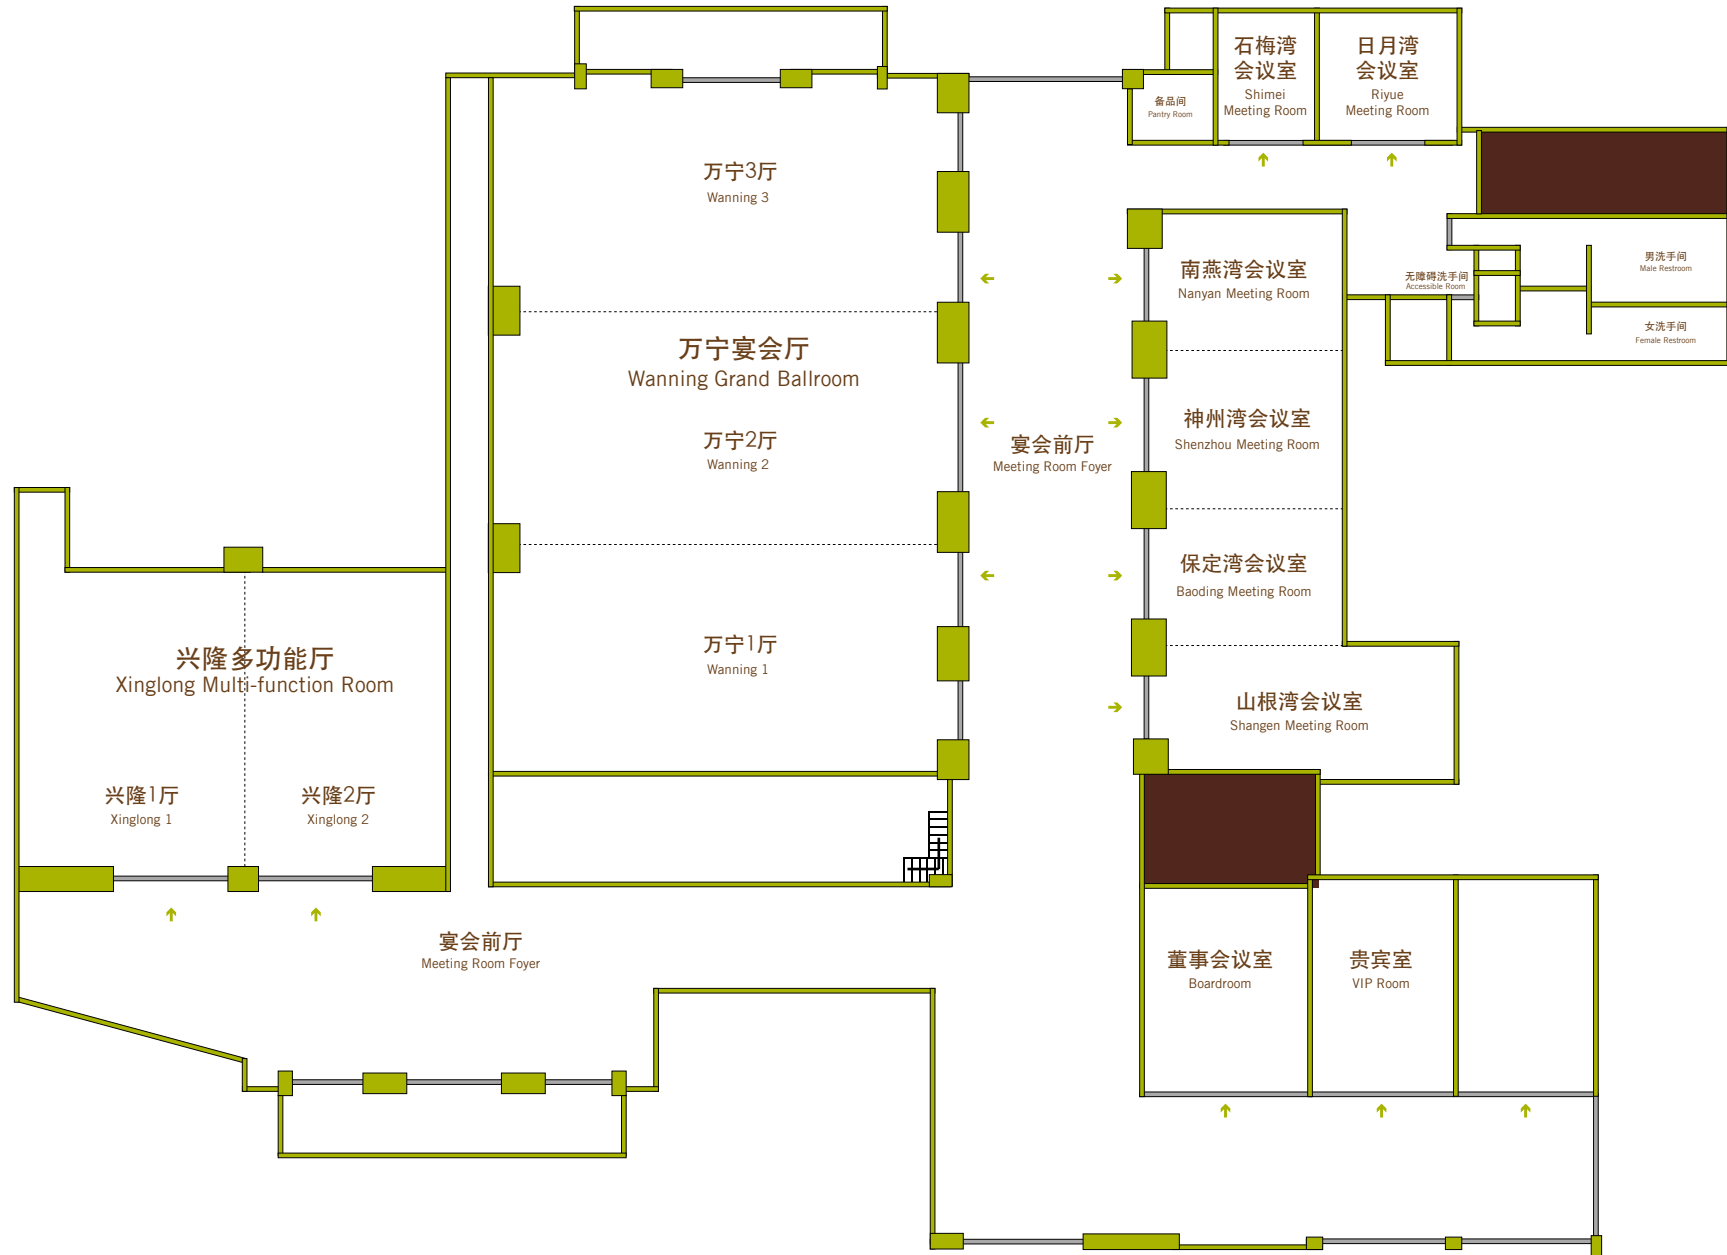 石梅湾
会议室
Shimei
Meeting Room
日月湾
会议室
Riyue
Meeting Room
备品间
Pantry Room
万宁3厅
Wanning 3
男洗手间
Male Restroom
无障碍洗手间
Accessible Room
女洗手间
Female Restroom
南燕湾会议室
Nanyan Meeting Room
万宁宴会厅
Wanning Grand Ballroom
万宁2厅
Wanning 2
宴会前厅
Meeting Room Foyer
神州湾会议室
Shenzhou Meeting Room
保定湾会议室
Baoding Meeting Room
万宁1厅
Wanning 1
兴隆多功能厅
Xinglong Multi-function Room
山根湾会议室
Shangen Meeting Room
兴隆1厅
Xinglong 1
兴隆2厅
Xinglong 2
宴会前厅
Meeting Room Foyer
董事会议室
Boardroom
贵宾室
VIP Room